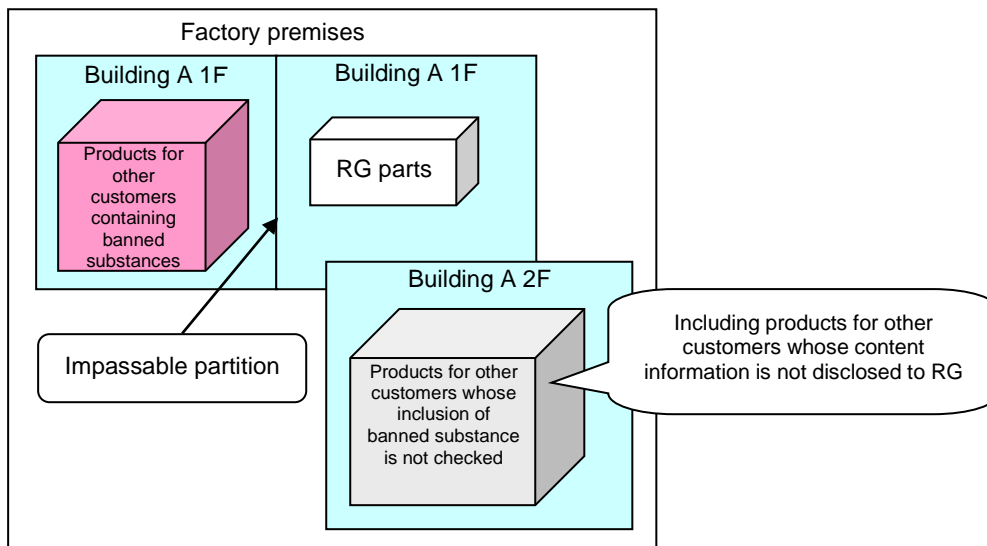 Factory premises
Building A 1F
Building A 1F
Products for
other
customers
containing
banned
substances
RG parts
Impassable partition
Building A 2F
Products for other
customers whose
inclusion of
banned substance
is not checked
Including products for other
customers whose content
information is not disclosed to RG